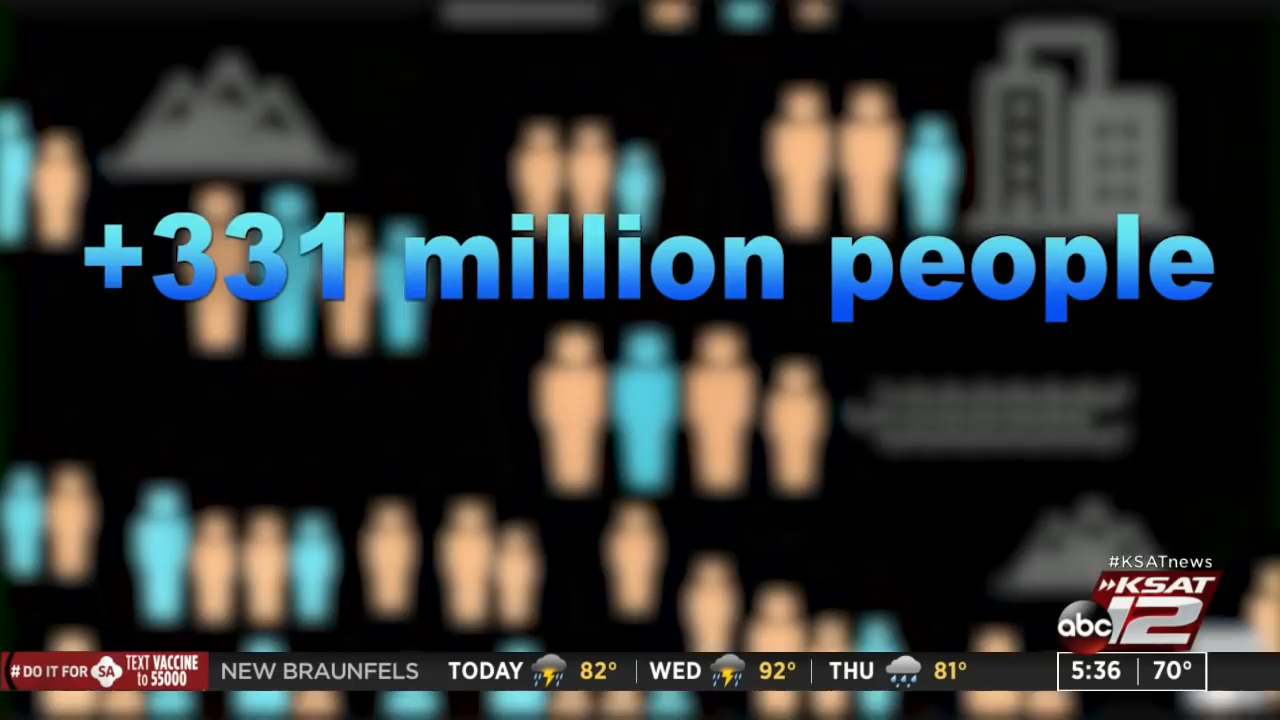 +331 million people
#KSATnews
KSAT
abc 12
# DO IT FOR SA TEXT VACCINE to 55000
NEW BRAUNFELS TODAY 82° WED 92° THU 81°
5:36 70°